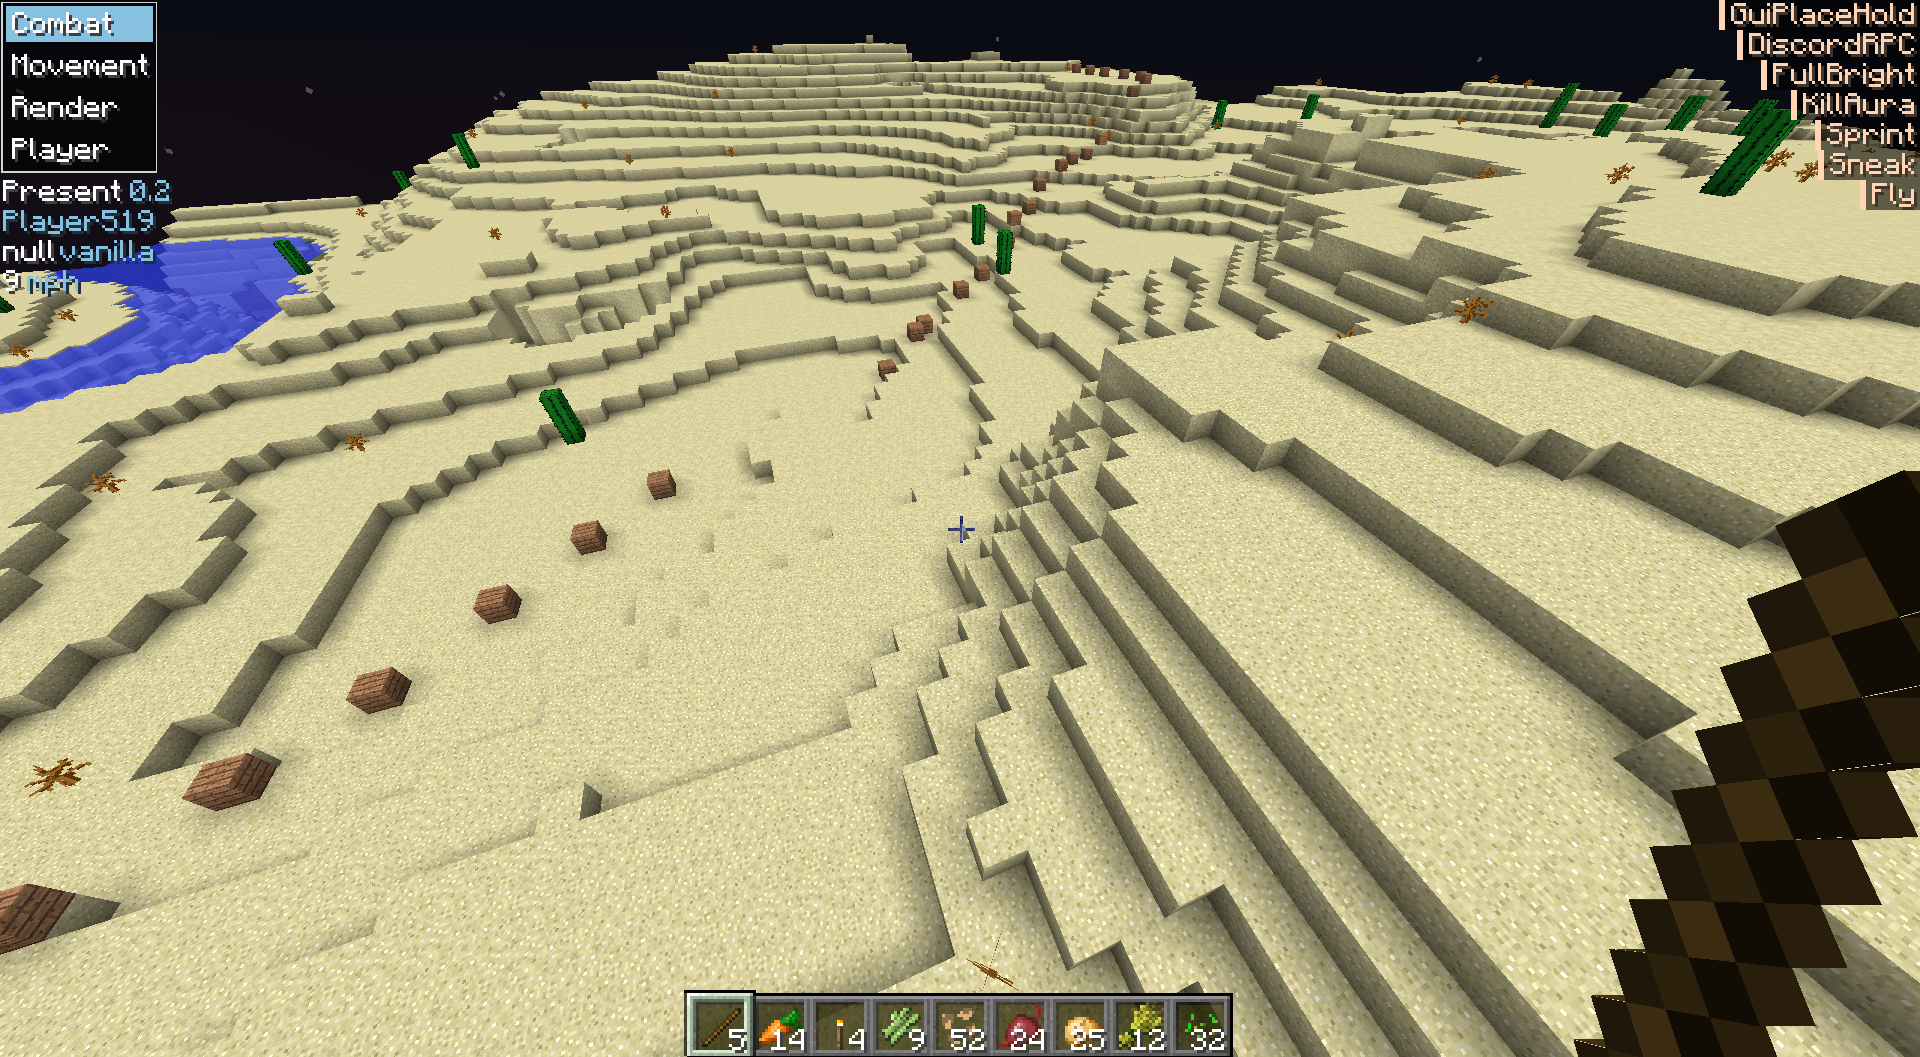 Combat
Movement
Render
Player
Present 0.2
Player519
null vanilla
9 mph
GuiPlaceHold
DiscordRPC
FullBright
KillAura
Sprint
Sneak
Fly
5 14 4 9 52 24 25 12 32